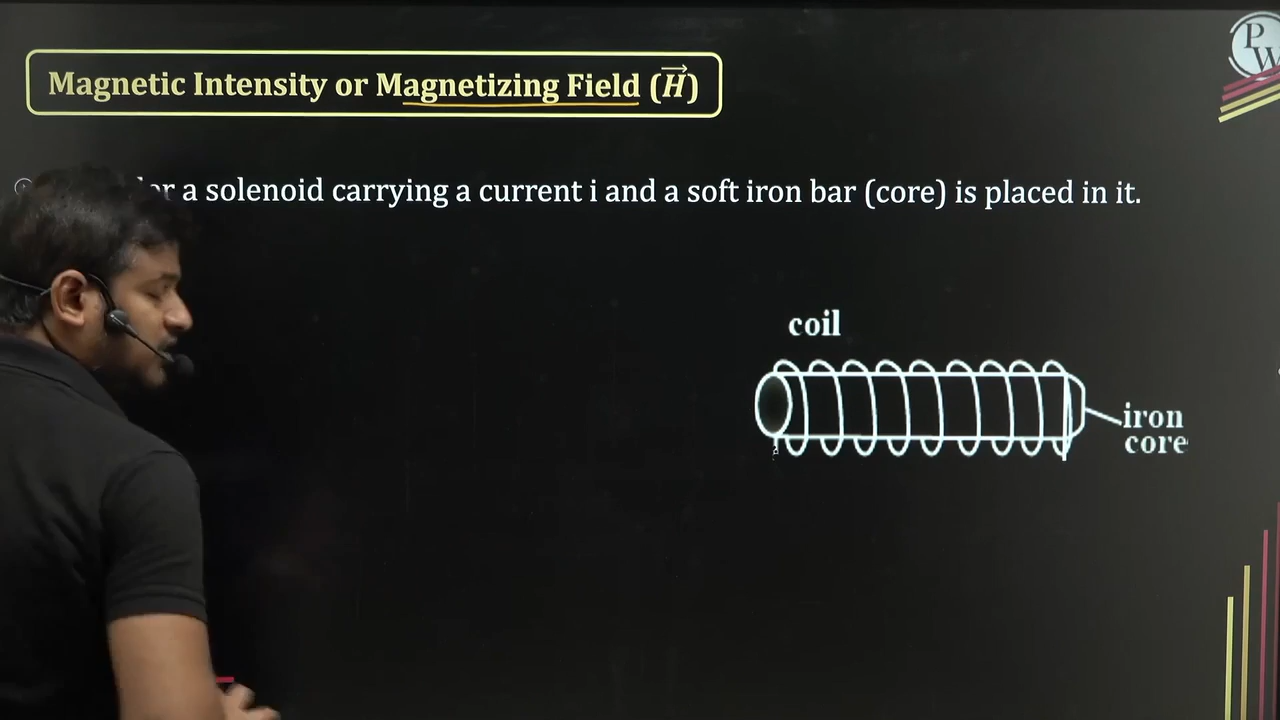 Magnetic Intensity or Magnetizing Field (H⃗)
a solenoid carrying a current i and a soft iron bar (core) is placed in it.
coil
iron
core
PW